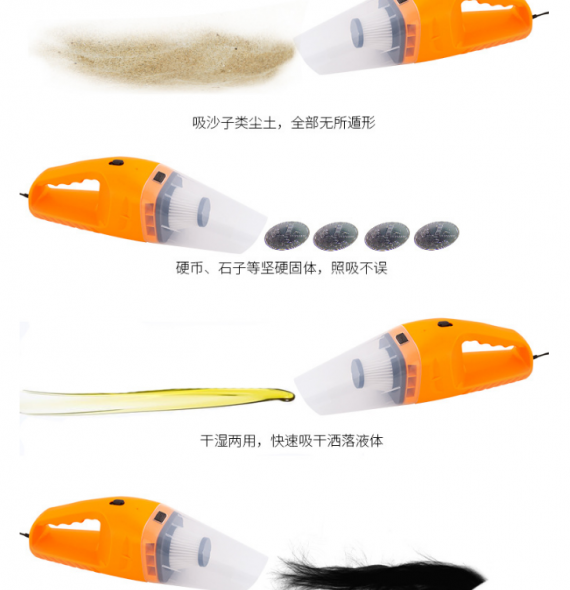 吸沙子类尘土，全部无所遁形
硬币、石子等坚硬固体，照吸不误
干湿两用，快速吸干洒落液体